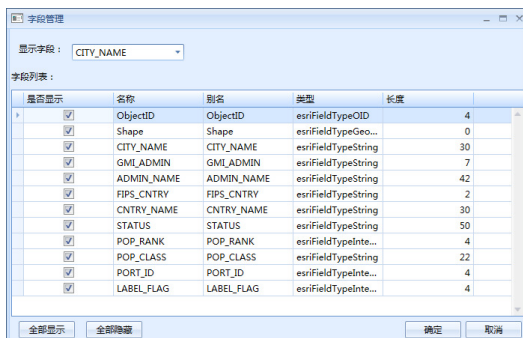 字段管理
显示字段： CITY_NAME
字段列表：
是否显示 名称 别名 类型 长度
ObjectID ObjectID esriFieldTypeOID 4
Shape Shape esriFieldTypeGeo... 0
CITY_NAME CITY_NAME esriFieldTypeString 30
GMI_ADMIN GMI_ADMIN esriFieldTypeString 7
ADMIN_NAME ADMIN_NAME esriFieldTypeString 42
FIPS_CNTRY FIPS_CNTRY esriFieldTypeString 2
CNTRY_NAME CNTRY_NAME esriFieldTypeString 30
STATUS STATUS esriFieldTypeString 50
POP_RANK POP_RANK esriFieldTypeInte... 4
POP_CLASS POP_CLASS esriFieldTypeString 22
PORT_ID PORT_ID esriFieldTypeInte... 4
LABEL_FLAG LABEL_FLAG esriFieldTypeInte... 4
全部显示 全部隐藏 确定 取消